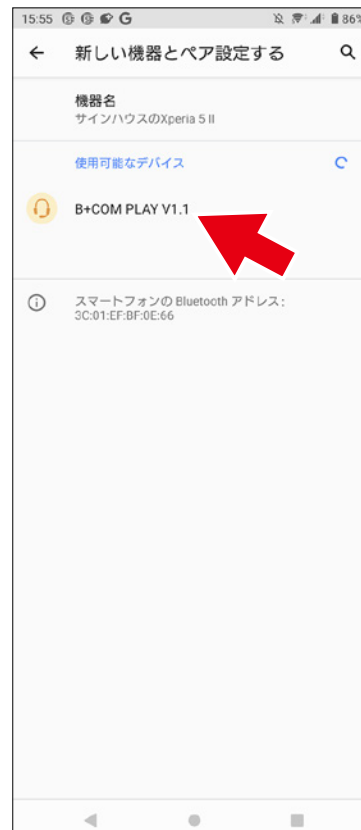 15:55 G 86%
新しい機器とペア設定する
機器名
サインハウスのXperia 5 II
使用可能なデバイス
B+COM PLAY V1.1
スマートフォンの Bluetooth アドレス:
3C:01:EF:BF:0E:66